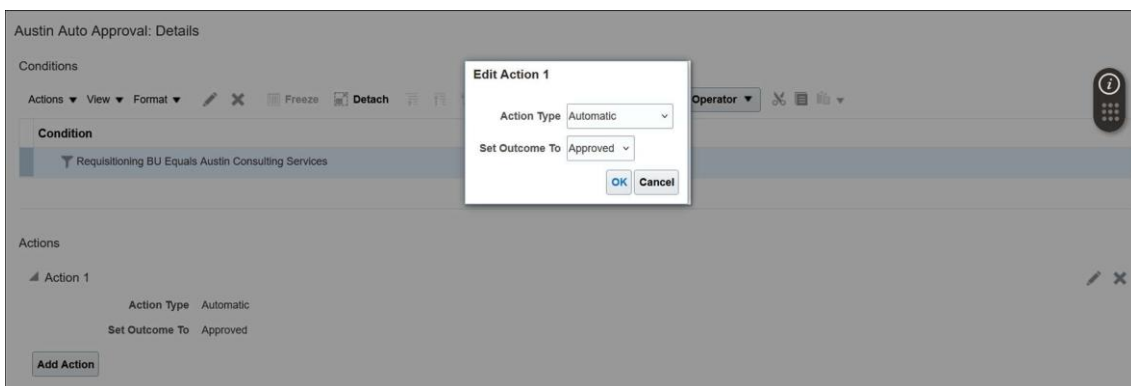 Austin Auto Approval: Details
Conditions
Edit Action 1
Actions View Format Freeze Detach Operator
Action Type Automatic
Condition
Set Outcome To Approved
Requisitioning BU Equals Austin Consulting Services
OK Cancel
Actions
Action 1
Action Type Automatic
Set Outcome To Approved
Add Action